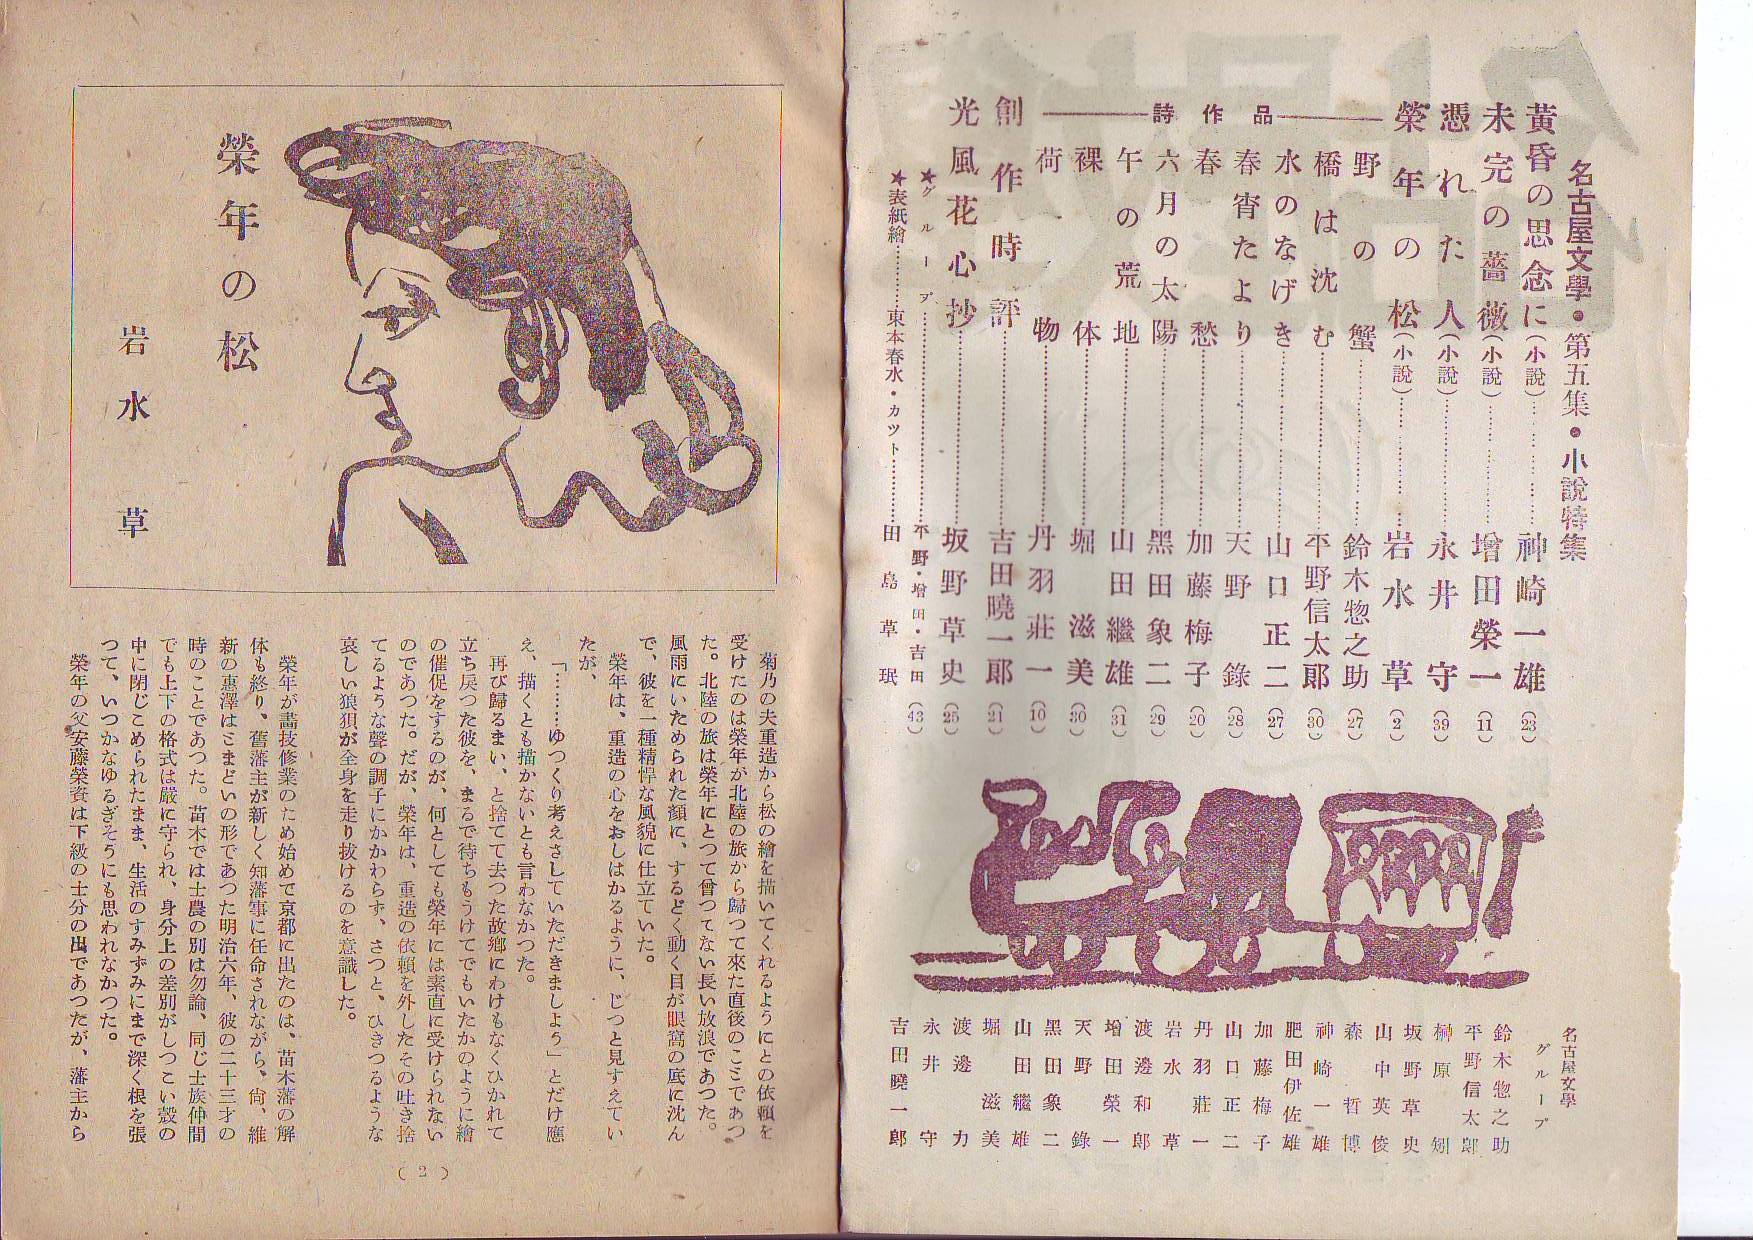 名古屋文學・第五集・小說特集
黃昏の思念に(小說)………神崎一雄(23)
未完の薔薇(小說)………增田榮一(11)
憑れた人(小說)………永井守(39)
榮年の松(小說)………岩水草(2)
詩作品
野の蟹………鈴木惣之助(27)
橋は沈む………平野信太郎(30)
水のなげき………山口正二(27)
春宵たより………天野錄(28)
春愁………加藤梅子(20)
六月の太陽………黑田象二(29)
午の荒地………山田繼雄(31)
裸体………堀滋美(30)
荷物………丹羽莊一(10)
創作時評………吉田曉一郎(21)
光風花心抄………坂野草史(25)
★グループ………平野・增田・吉田
★表紙繪………東本春水・カット………田島草珉(43)
名古屋文學
グループ
鈴木惣之助
平野信太郎
榊原剏
坂野草史
山中英俊
森哲博
神崎一雄
肥田伊佐雄
加藤梅子
山口正二
丹羽莊一
岩水草
渡邊和郎
增田榮一
天野錄
黑田象二
山田繼雄
堀滋美
渡邊力
永井守
吉田曉一郎
榮年の松
岩水草
菊乃の夫重造から松の繪を描いてくれるようにとの依賴を
受けたのは榮年が北陸の旅から歸つて來た直後のことであつ
た。北陸の旅は榮年にとつて曾つてない長い放浪であつた。
風雨にいためられた顏に、するどく動く目が眼窩の底に沈ん
で、彼を一種精悍な風貌に仕立ていた。
榮年は、重造の心をおしはかるように、じつと見すえてい
たが、
「…………ゆつくり考えさしていただきましよう」とだけ應
え、描くとも描かないとも言わなかつた。
再び歸るまい、と捨てて去つた故鄕にわけもなくひかれて
立ち戾つた彼を、まるで待ちもうけてでもいたかのように繪
の催促をするのが、何としても榮年には素直に受けられない
のであつた。だが、榮年は、重造の依賴を外したその吐き捨
てるような聲の調子にかかわらず、さつと、ひきつるような
哀しい狼狽が全身を走り拔けるのを意識した。
榮年が畵技修業のため始めて京都に出たのは、苗木藩の解
体も終り、舊藩主が新しく知藩事に任命されながら、尙、維
新の惠澤はとまどいの形であつた明治六年、彼の二十三才の
時のことであつた。苗木では士農の別は勿論、同じ士族仲間
でも上下の格式は嚴に守られ、身分上の差別がしつこい殼の
中に閉じこめられたまま、生活のすみずみにまで深く根を張
つて、いつかなゆるぎそうにも思われなかつた。
榮年の父安藤榮資は下級の士分の出であつたが、藩主から
(2)